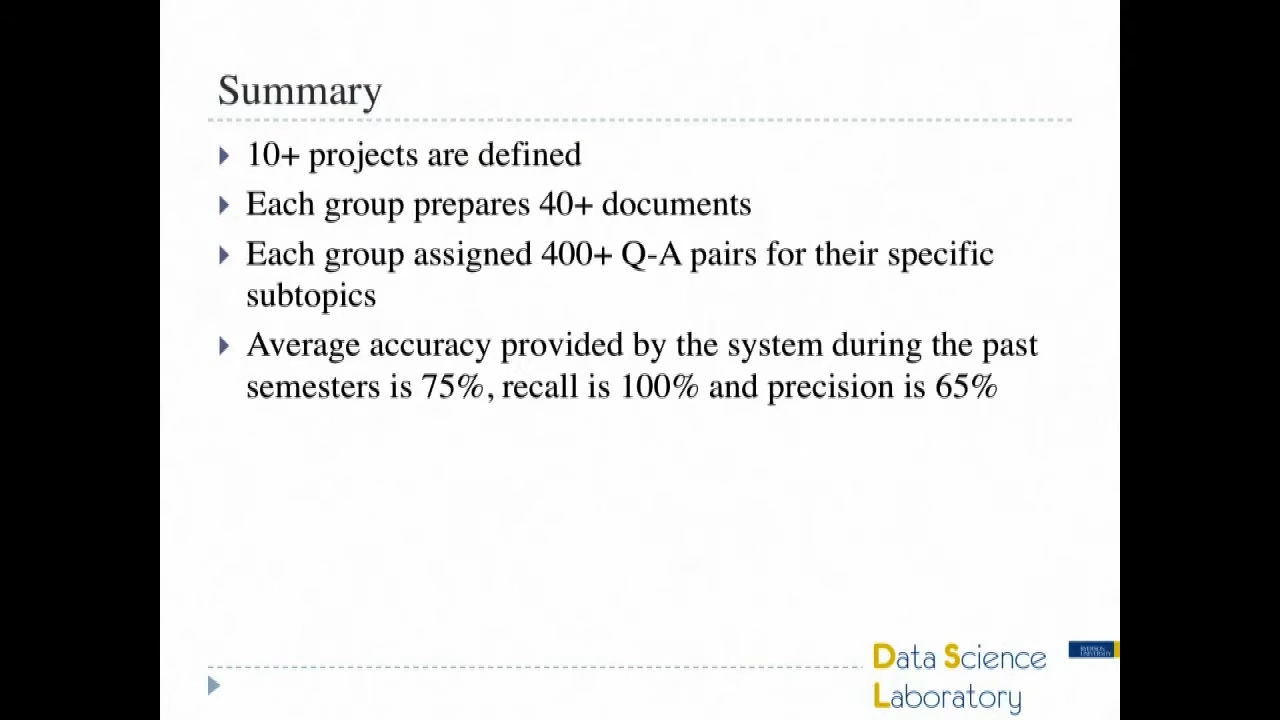 Summary
10+ projects are defined
Each group prepares 40+ documents
Each group assigned 400+ Q-A pairs for their specific
subtopics
Average accuracy provided by the system during the past
semesters is 75%, recall is 100% and precision is 65%
Data Science
Laboratory
RYERSON
UNIVERSITY